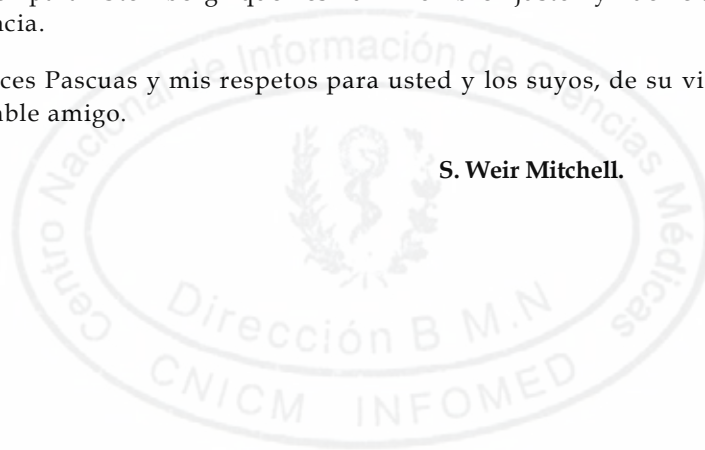 ncia.
ces Pascuas y mis respetos para usted y los suyos, de su vi
able amigo.
S. Weir Mitchell.
Centro Nacional de Información de Ciencias Médicas
Dirección B M.N
CNICM INFOMED